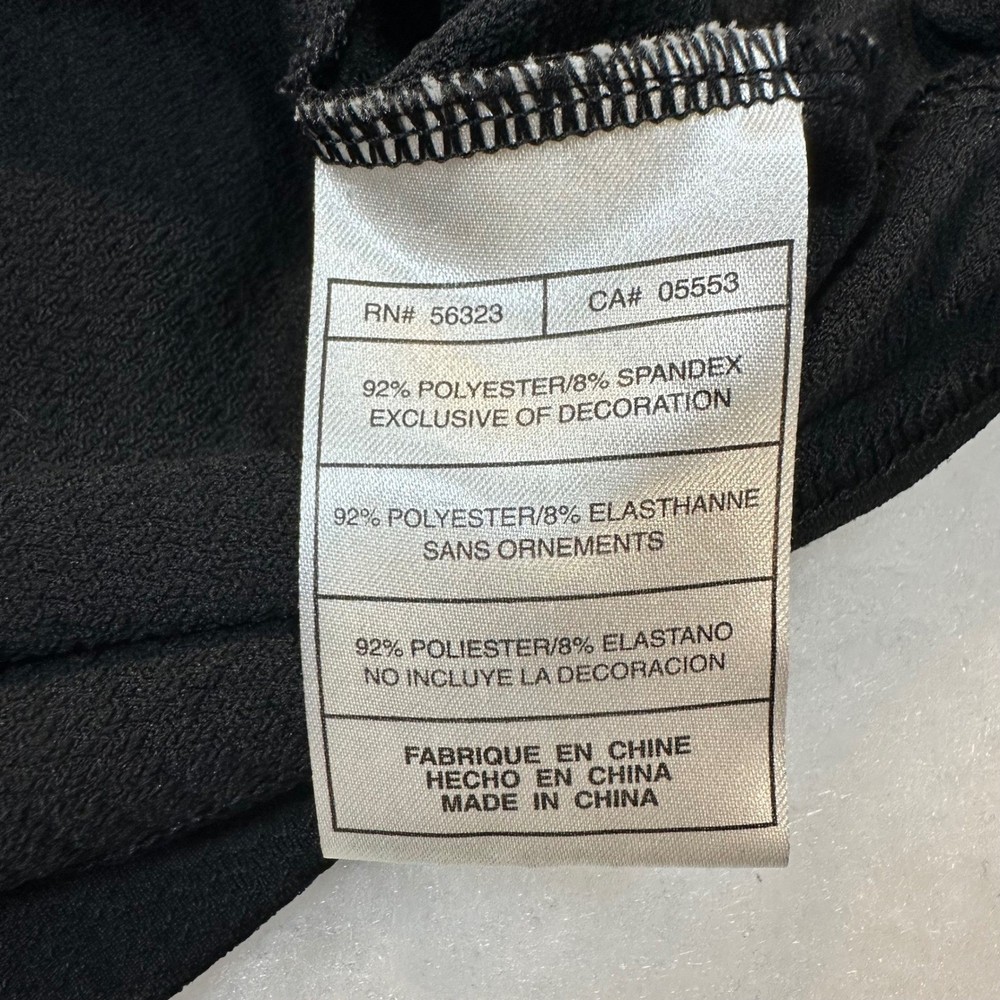 RN# 56323 CA# 05553
92% POLYESTER/8% SPANDEX
EXCLUSIVE OF DECORATION
92% POLYESTER/8% ELASTHANNE
SANS ORNEMENTS
92% POLIESTER/8% ELASTANO
NO INCLUYE LA DECORACION
FABRIQUE EN CHINE
HECHO EN CHINA
MADE IN CHINA